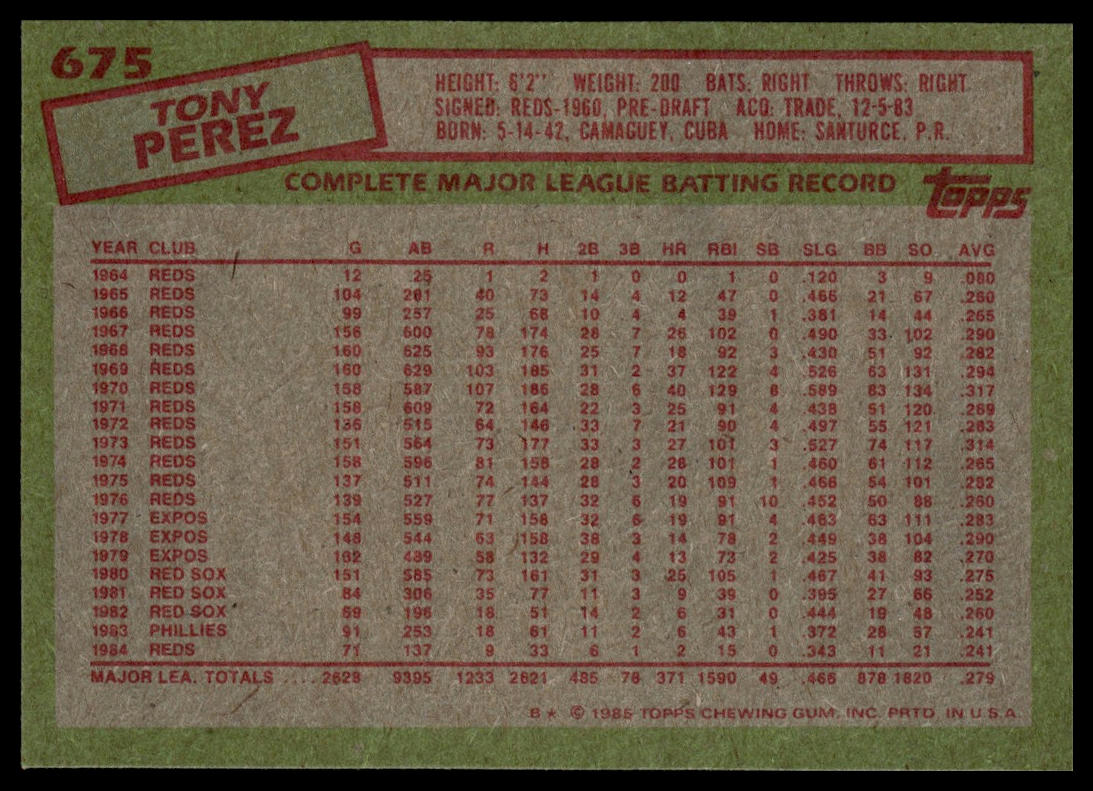 675
TONY
PEREZ
HEIGHT: 6'2" WEIGHT: 200 BATS: RIGHT THROWS: RIGHT
SIGNED: REDS-1960, PRE-DRAFT ACQ: TRADE, 12-5-83
BORN: 5-14-42, CAMAGUEY, CUBA HOME: SANTURCE, P.R.
COMPLETE MAJOR LEAGUE BATTING RECORD
Topps
YEAR CLUB G AB R H 2B 3B HR RBI SB SLG BB SO AVG
1964 REDS 12 25 1 2 1 0 0 1 0 .120 3 9 .080
1965 REDS 104 281 40 73 14 4 12 47 0 .466 21 67 .260
1966 REDS 99 257 25 68 10 4 4 39 1 .381 14 44 .265
1967 REDS 156 600 78 174 28 7 26 102 0 .490 33 102 .290
1968 REDS 160 625 93 176 25 7 18 92 3 .430 51 92 .282
1969 REDS 160 629 103 185 31 2 37 122 4 .526 63 131 .294
1970 REDS 158 587 107 186 28 6 40 129 8 .589 83 134 .317
1971 REDS 158 609 72 164 22 3 25 91 4 .438 51 120 .269
1972 REDS 136 515 64 146 33 7 21 90 4 .497 55 121 .283
1973 REDS 151 564 73 177 33 3 27 101 3 .527 74 117 .314
1974 REDS 158 596 81 158 28 2 28 101 1 .460 61 112 .265
1975 REDS 137 511 74 144 28 3 20 109 1 .466 54 101 .282
1976 REDS 139 527 77 137 32 6 19 91 10 .452 50 88 .260
1977 EXPOS 154 559 71 158 32 6 19 91 4 .463 63 111 .283
1978 EXPOS 148 544 63 158 38 3 14 78 2 .449 38 104 .290
1979 EXPOS 132 489 58 132 29 4 13 73 2 .425 38 82 .270
1980 RED SOX 151 585 73 161 31 3 25 105 1 .467 41 93 .275
1981 RED SOX 84 306 35 77 11 3 9 39 0 .395 27 66 .252
1982 RED SOX 69 196 18 51 14 2 6 31 0 .444 19 48 .260
1983 PHILLIES 91 253 18 61 11 2 6 43 1 .372 28 57 .241
1984 REDS 71 137 9 33 6 1 2 15 0 .343 11 21 .241
MAJOR LEA. TOTALS .... 2628 9395 1233 2621 485 78 371 1590 49 .466 878 1820 .279
B★ © 1985 TOPPS CHEWING GUM, INC. PRTD. IN U.S.A.